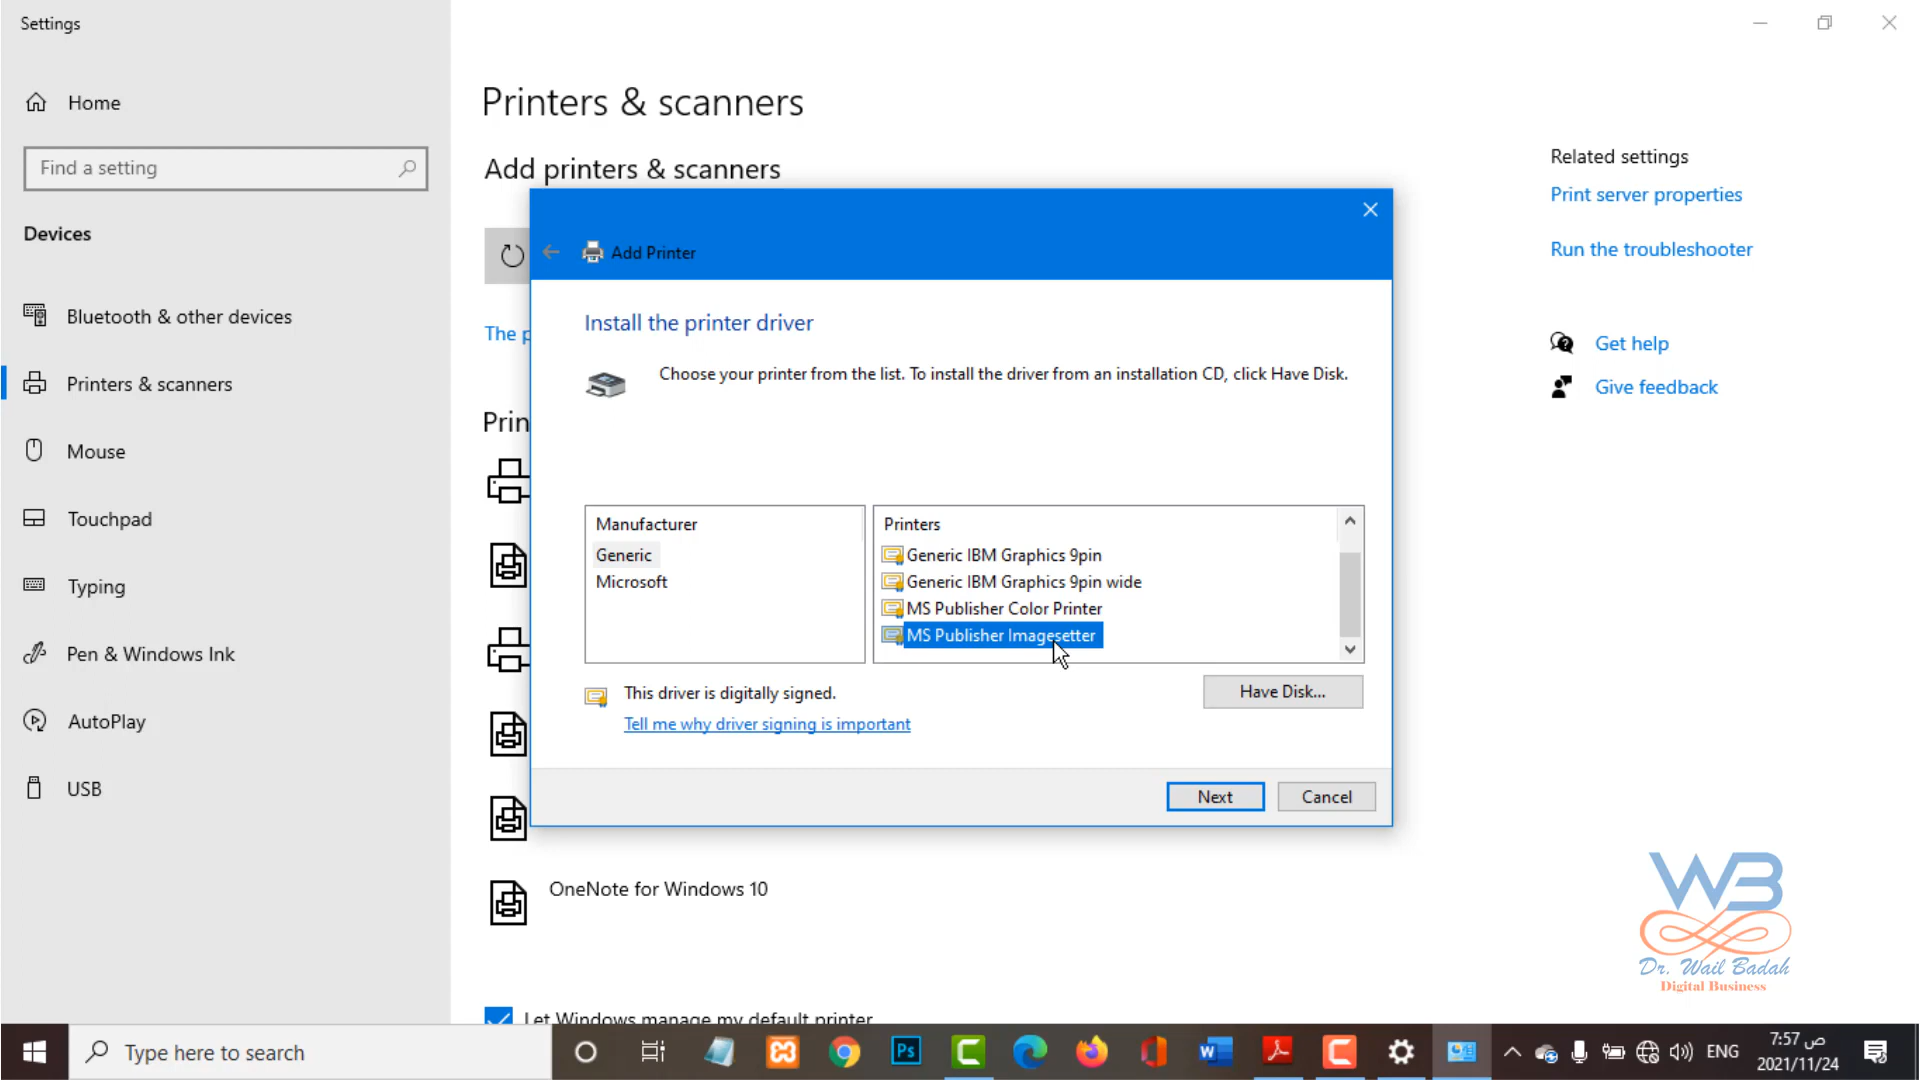 Settings
Home
Find a setting
Devices
Bluetooth & other devices
Printers & scanners
Mouse
Touchpad
Typing
Pen & Windows Ink
AutoPlay
USB
Printers & scanners
Add printers & scanners
The p
Prin
Add Printer
Install the printer driver
Choose your printer from the list. To install the driver from an installation CD, click Have Disk.
Manufacturer
Generic
Microsoft
Printers
Generic IBM Graphics 9pin
Generic IBM Graphics 9pin wide
MS Publisher Color Printer
MS Publisher Imagesetter
This driver is digitally signed.
Tell me why driver signing is important
Have Disk...
Next
Cancel
OneNote for Windows 10
Let Windows manage my default printer
Related settings
Print server properties
Run the troubleshooter
Get help
Give feedback
WB
Dr. Wail Badah
Digital Business
Type here to search
Ps
ENG
7:57 ص
2021/11/24